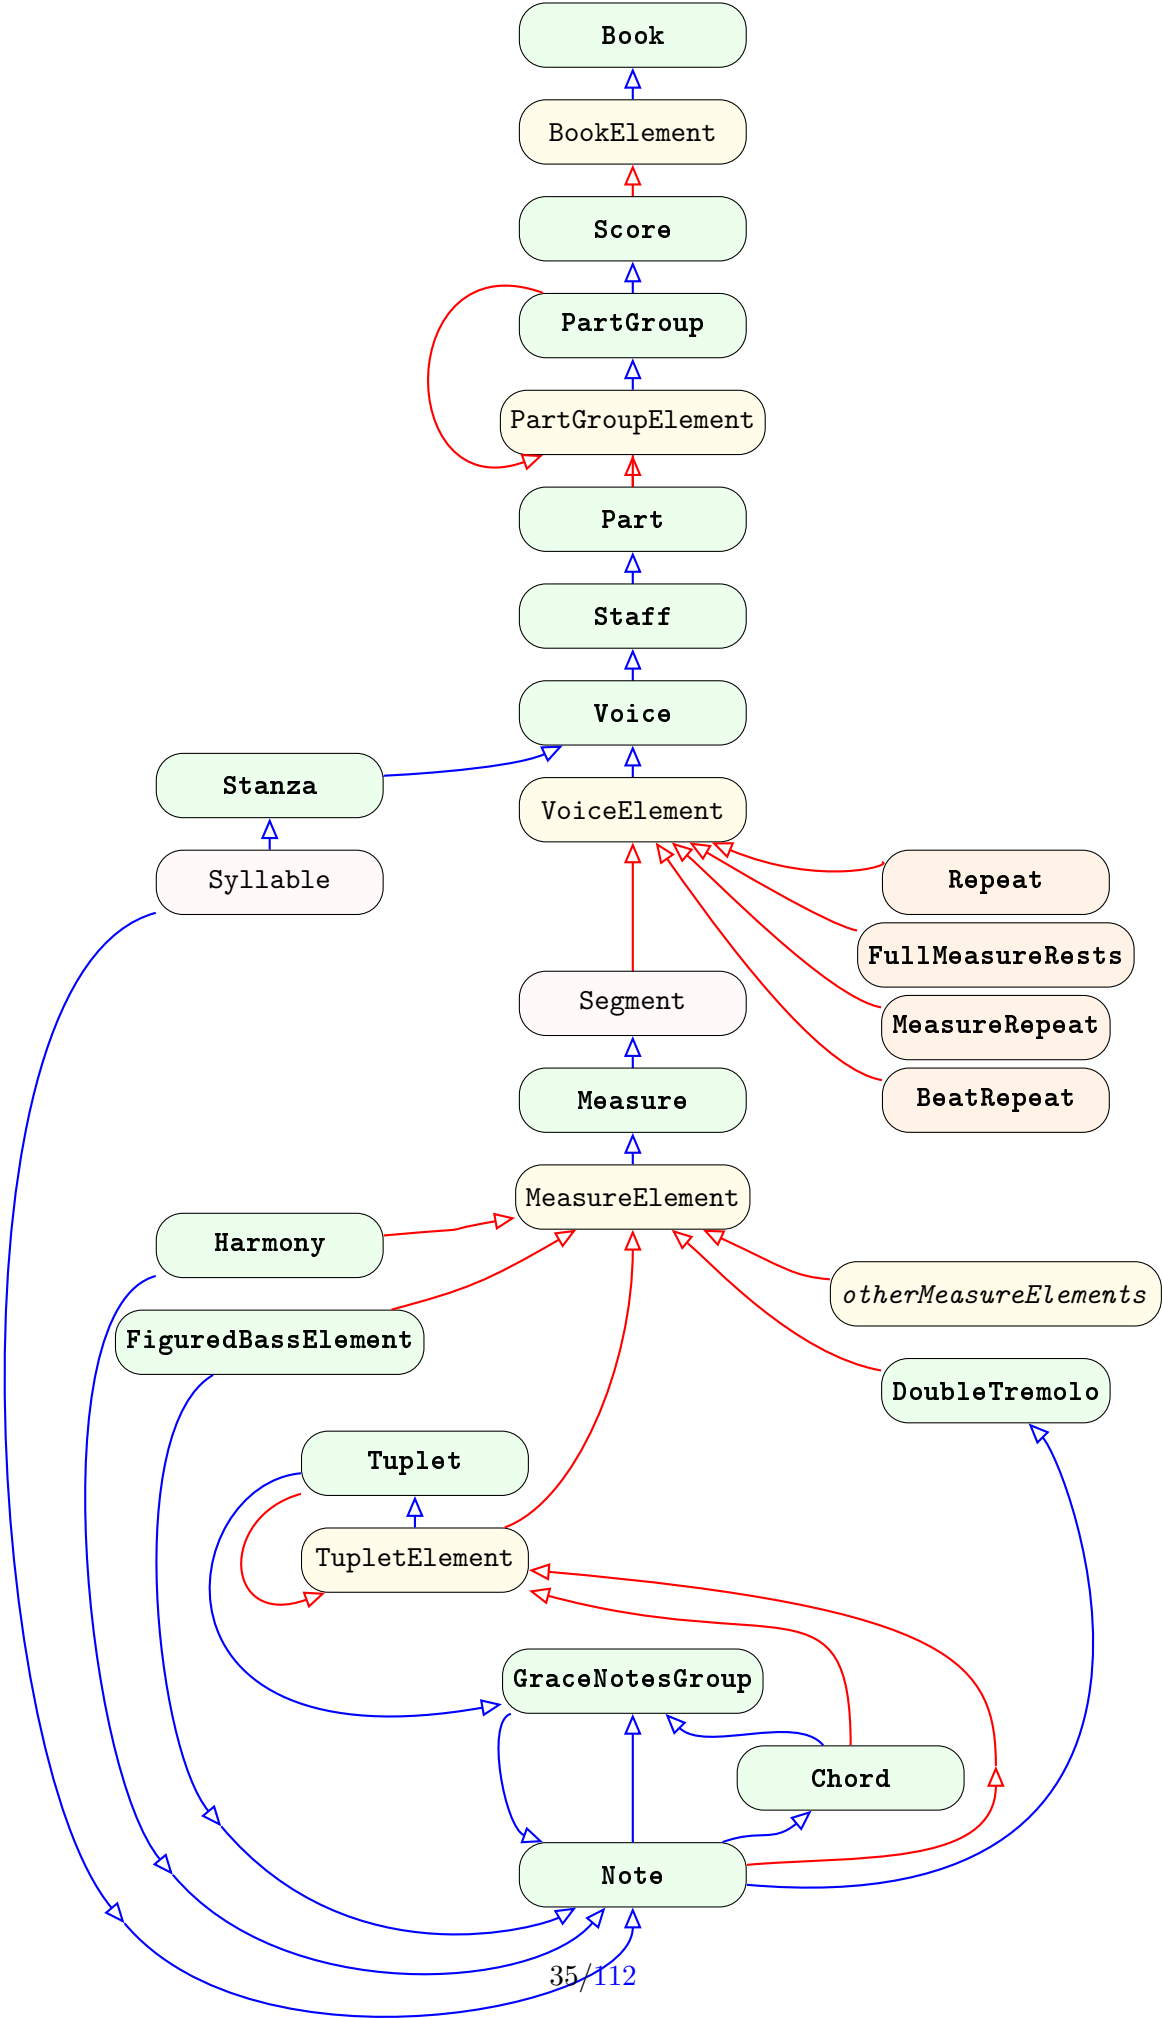 Book
BookElement
Score
PartGroup
PartGroupElement
Part
Staff
Voice
Stanza
VoiceElement
Syllable
Repeat
FullMeasureRests
Segment
MeasureRepeat
BeatRepeat
Measure
MeasureElement
Harmony
otherMeasureElements
FiguredBassElement
DoubleTremolo
Tuplet
TupletElement
GraceNotesGroup
Chord
Note
35/112